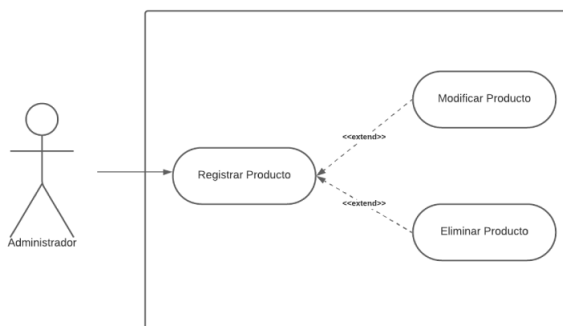 Modificar Producto
<<extend>>
Registrar Producto
<<extend>>
Eliminar Producto
Administrador